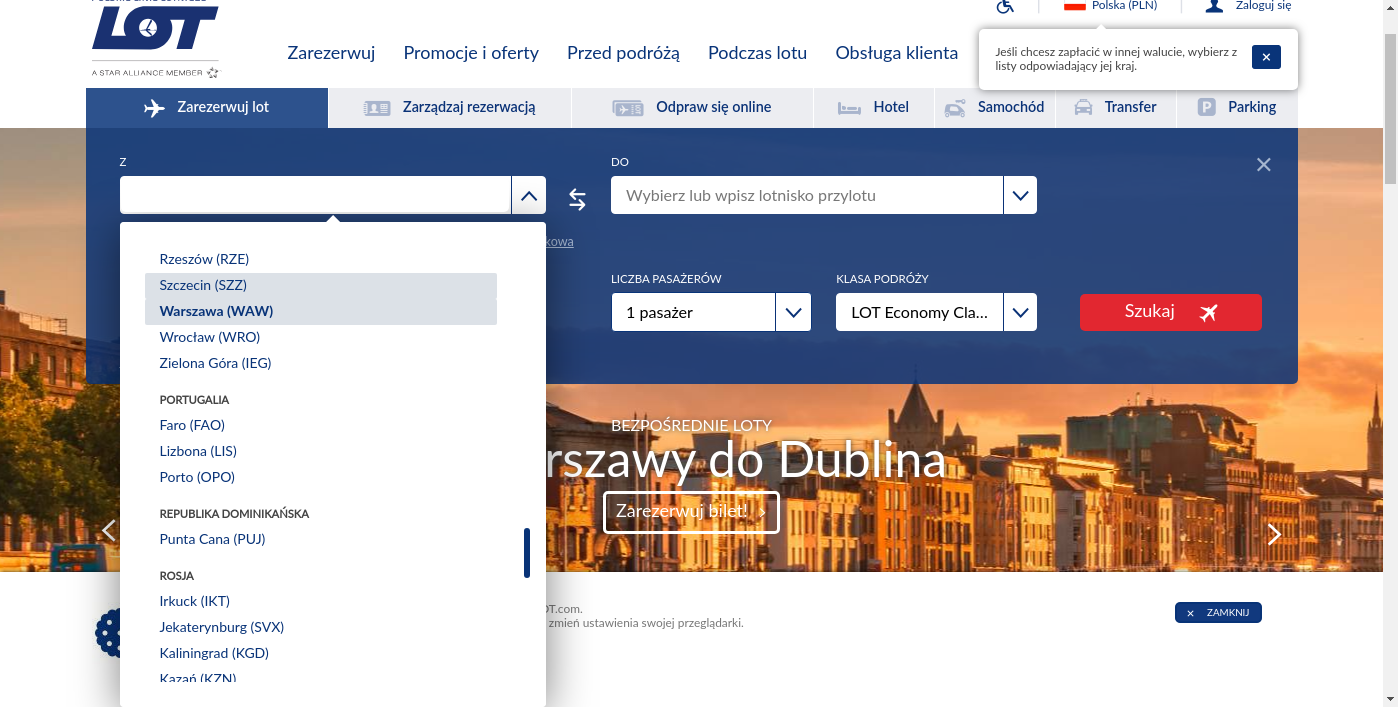 LOT
A STAR ALLIANCE MEMBER
Polska (PLN)
Zaloguj się
Zarezerwuj
Promocje i oferty
Przed podróżą
Podczas lotu
Obsługa klienta
Jeśli chcesz zapłacić w innej walucie, wybierz z
listy odpowiadający jej kraj.
Zarezerwuj lot
Zarządzaj rezerwacją
Odpraw się online
Hotel
Samochód
Transfer
Parking
Z
DO
Wybierz lub wpisz lotnisko przylotu
kowa
Rzeszów (RZE)
Szczecin (SZZ)
Warszawa (WAW)
Wrocław (WRO)
Zielona Góra (IEG)
PORTUGALIA
Faro (FAO)
Lizbona (LIS)
Porto (OPO)
REPUBLIKA DOMINIKAŃSKA
Punta Cana (PUJ)
ROSJA
Irkuck (IKT)
Jekaterynburg (SVX)
Kaliningrad (KGD)
Kazań (KZN)
LICZBA PASAŻERÓW
KLASA PODRÓŻY
1 pasażer
LOT Economy Cla...
Szukaj
BEZPOŚREDNIE LOTY
rszawy do Dublina
Zarezerwuj bilet!
OT.com.
zmień ustawienia swojej przeglądarki.
ZAMKNIJ